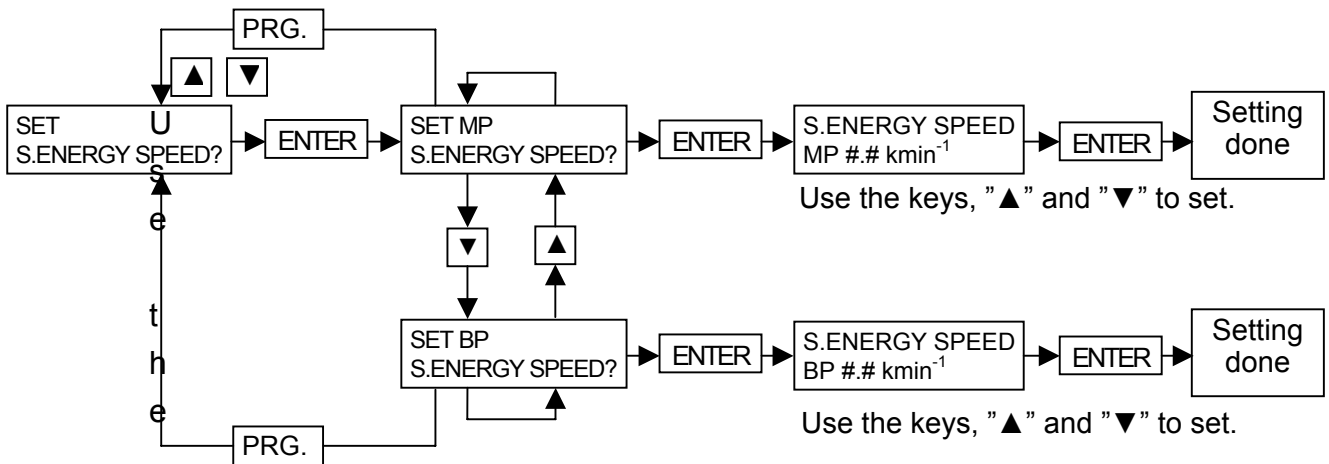 PRG.
▲ ▼
SET
S.ENERGY SPEED?
U
s
e
t
h
e
ENTER
SET MP
S.ENERGY SPEED?
ENTER
S.ENERGY SPEED
MP #.# kmin⁻¹
ENTER
Setting
done
Use the keys, ”▲” and ”▼” to set.
▼
▲
SET BP
S.ENERGY SPEED?
ENTER
S.ENERGY SPEED
BP #.# kmin⁻¹
ENTER
Setting
done
Use the keys, ”▲” and ”▼” to set.
PRG.